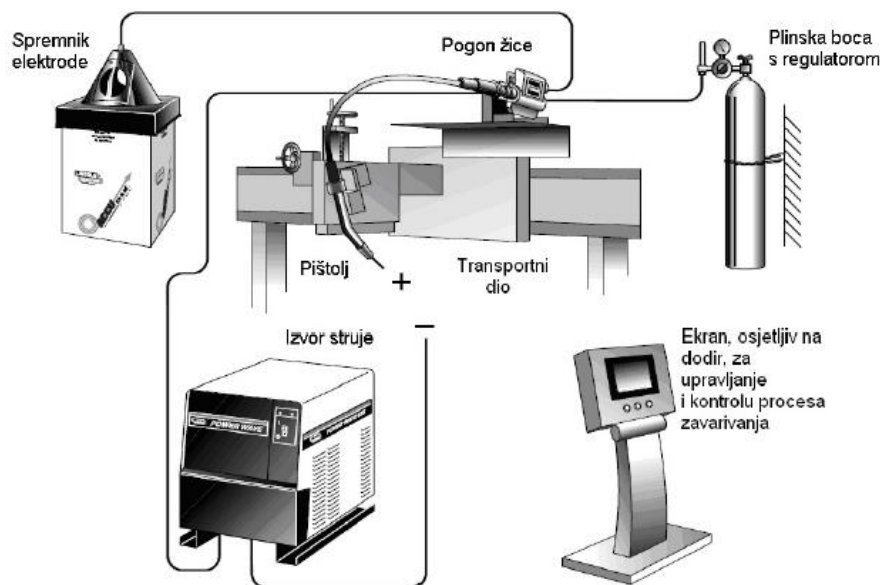 Spremnik
elektrode
Pogon žice
Plinska boca
s regulatorom
Pištolj
+
Transportni
dio
–
Izvor struje
POWER WAVE
Ekran, osjetljiv na
dodir, za
upravljanje
i kontrolu procesa
zavarivanja